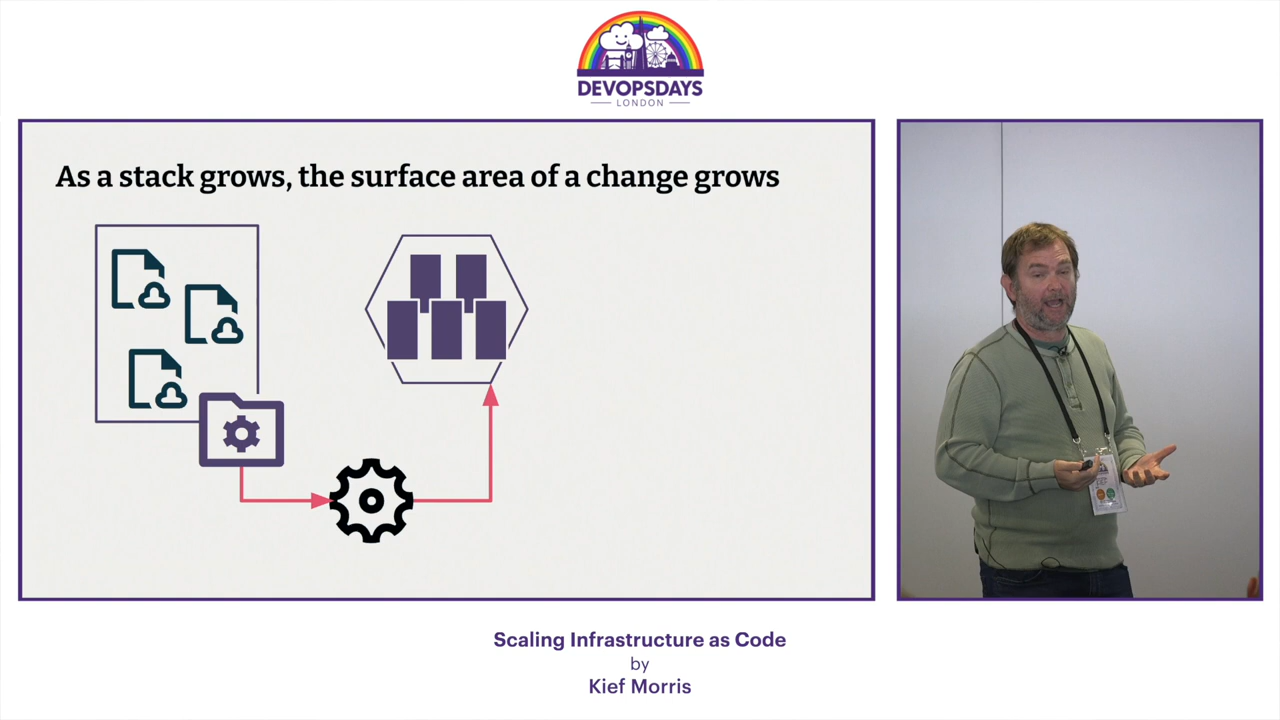 DEVOPSDAYS
LONDON
As a stack grows, the surface area of a change grows
Scaling Infrastructure as Code
by
Kief Morris